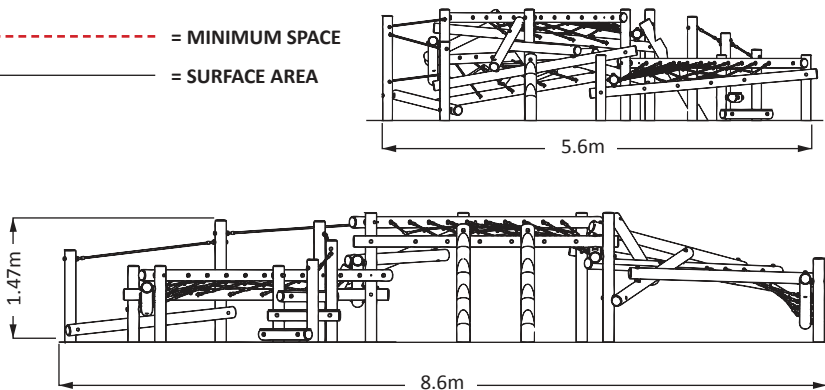 = MINIMUM SPACE
= SURFACE AREA
5.6m
1.47m
8.6m